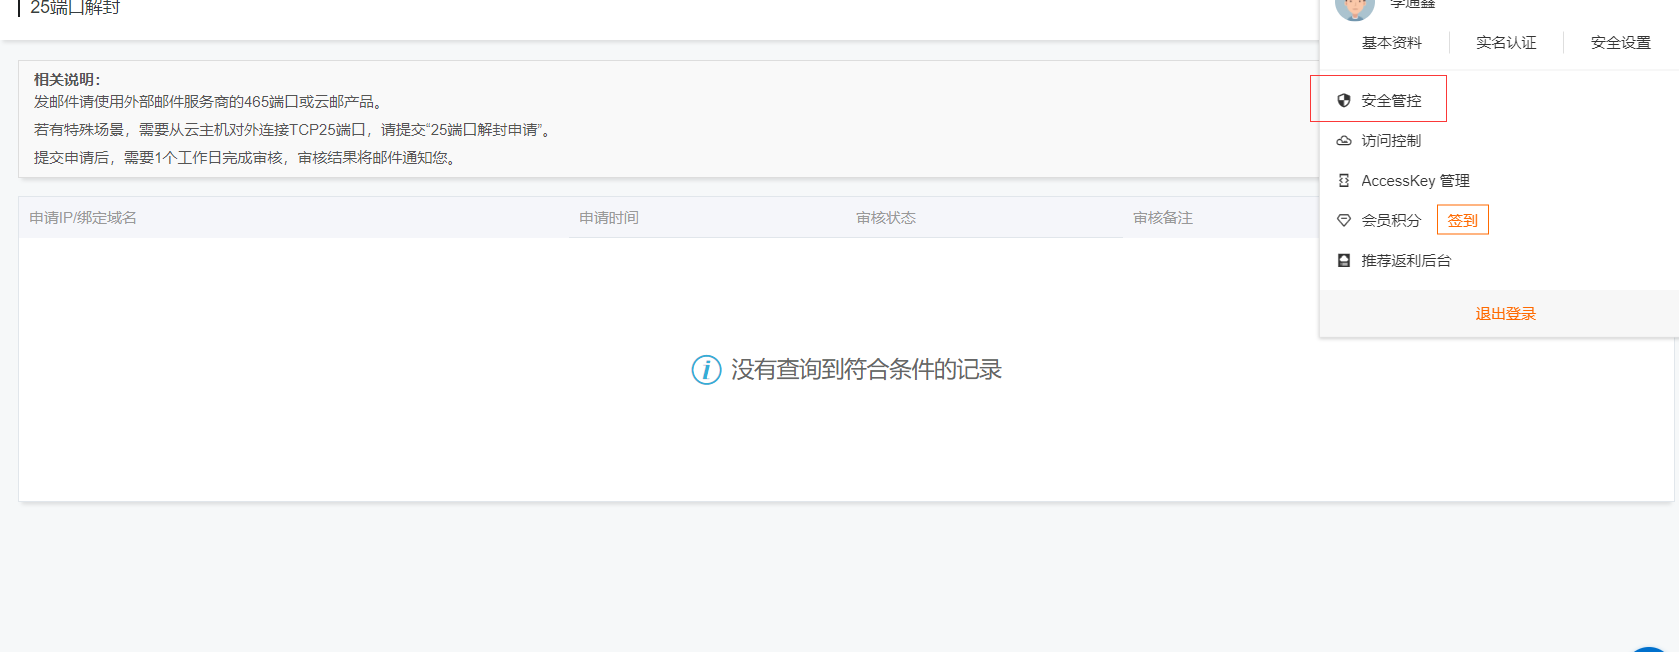 25端口解封
李通鑫
基本资料 实名认证 安全设置
相关说明：
发邮件请使用外部邮件服务商的465端口或云邮产品。
若有特殊场景，需要从云主机对外连接TCP25端口，请提交“25端口解封申请”。
提交申请后，需要1个工作日完成审核，审核结果将邮件通知您。
安全管控
访问控制
AccessKey 管理
会员积分 签到
推荐返利后台
退出登录
申请IP/绑定域名 申请时间 审核状态 审核备注
没有查询到符合条件的记录